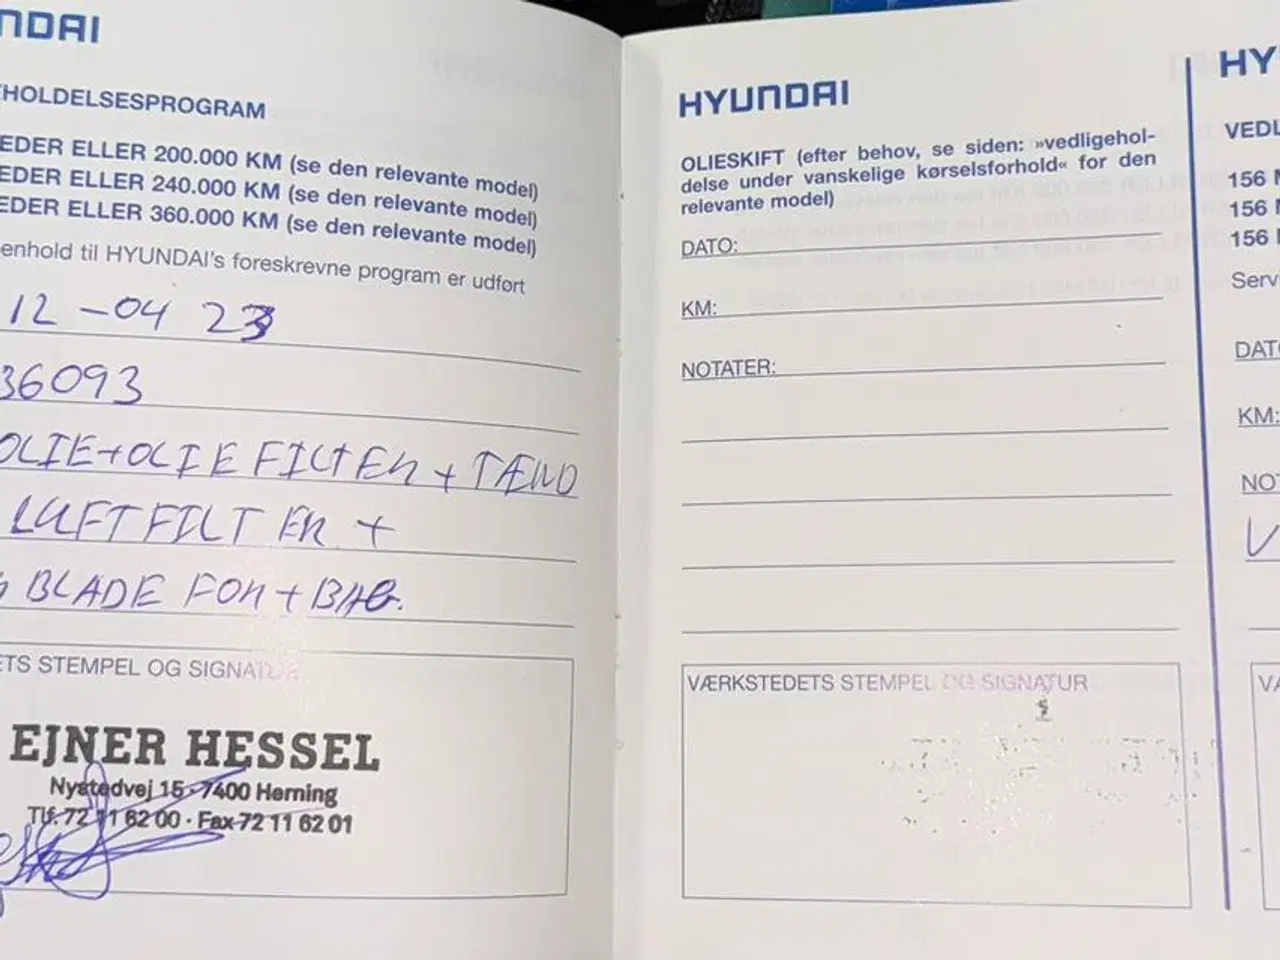 NDAI
HOLDELSESPROGRAM
EDER ELLER 200.000 KM (se den relevante model)
EDER ELLER 240.000 KM (se den relevante model)
EDER ELLER 360.000 KM (se den relevante model)
enhold til HYUNDAI's foreskrevne program er udført
12 -04 23
36093
OLIE+OLIE FILTER + TÆND
LUFTFILTER +
BLADE FOR + BAG.
ETS STEMPEL OG SIGNATUR
EJNER HESSEL
Nystedvej 15 · 7400 Herning
Tlf. 72 11 62 00 · Fax 72 11 62 01
HYUNDAI
OLIESKIFT (efter behov, se siden: »vedligehol-
delse under vanskelige kørselsforhold« for den
relevante model)
DATO:
KM:
NOTATER:
VÆRKSTEDETS STEMPEL OG SIGNATUR
HY
VEDL
156
156
156
Serv
DATO
KM:
NOT
V
VÆ